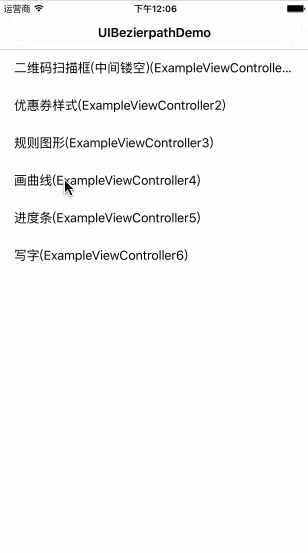 运营商 下午12:06
UIBezierpathDemo
二维码扫描框(中间镂空)(ExampleViewControlle...
优惠券样式(ExampleViewController2)
规则图形(ExampleViewController3)
画曲线(ExampleViewController4)
进度条(ExampleViewController5)
写字(ExampleViewController6)